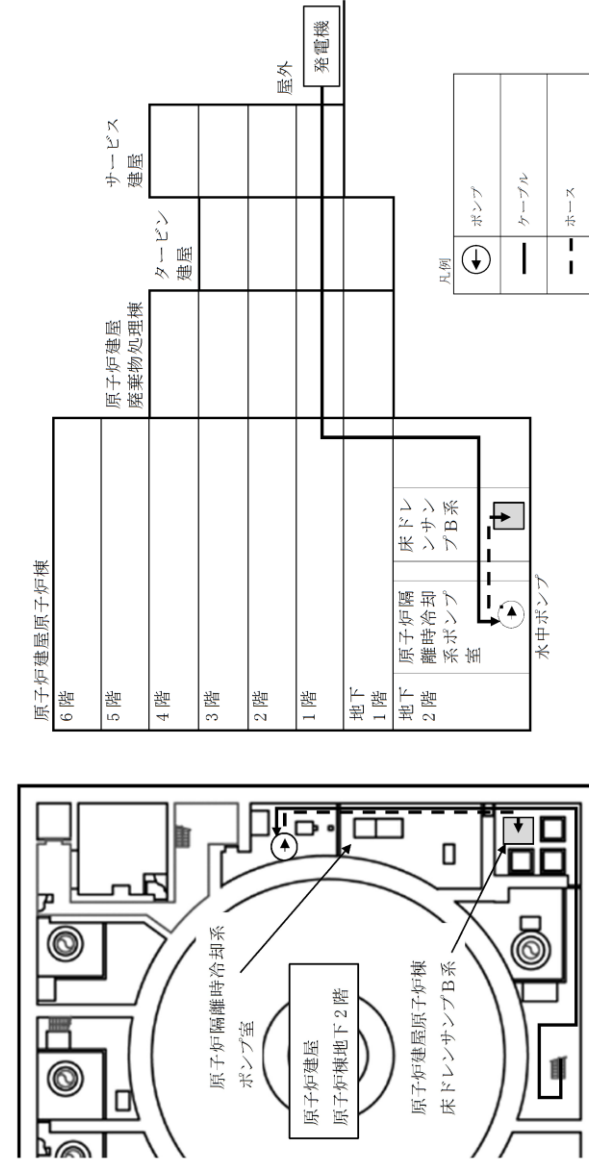 原子炉建屋原子炉棟
6階
5階
4階
3階
2階
1階
地下
1階
地下
2階
原子炉隔
離時冷却
系ポンプ
室
床ドレ
ンサン
プB系
水中ポンプ
原子炉建屋
廃棄物処理棟
タービン
建屋
サービス
建屋
屋外
発電機
凡例
ポンプ
ケーブル
ホース
原子炉隔離時冷却系
ポンプ室
原子炉建屋
原子炉棟地下2階
原子炉建屋原子炉棟
床ドレンサンプB系